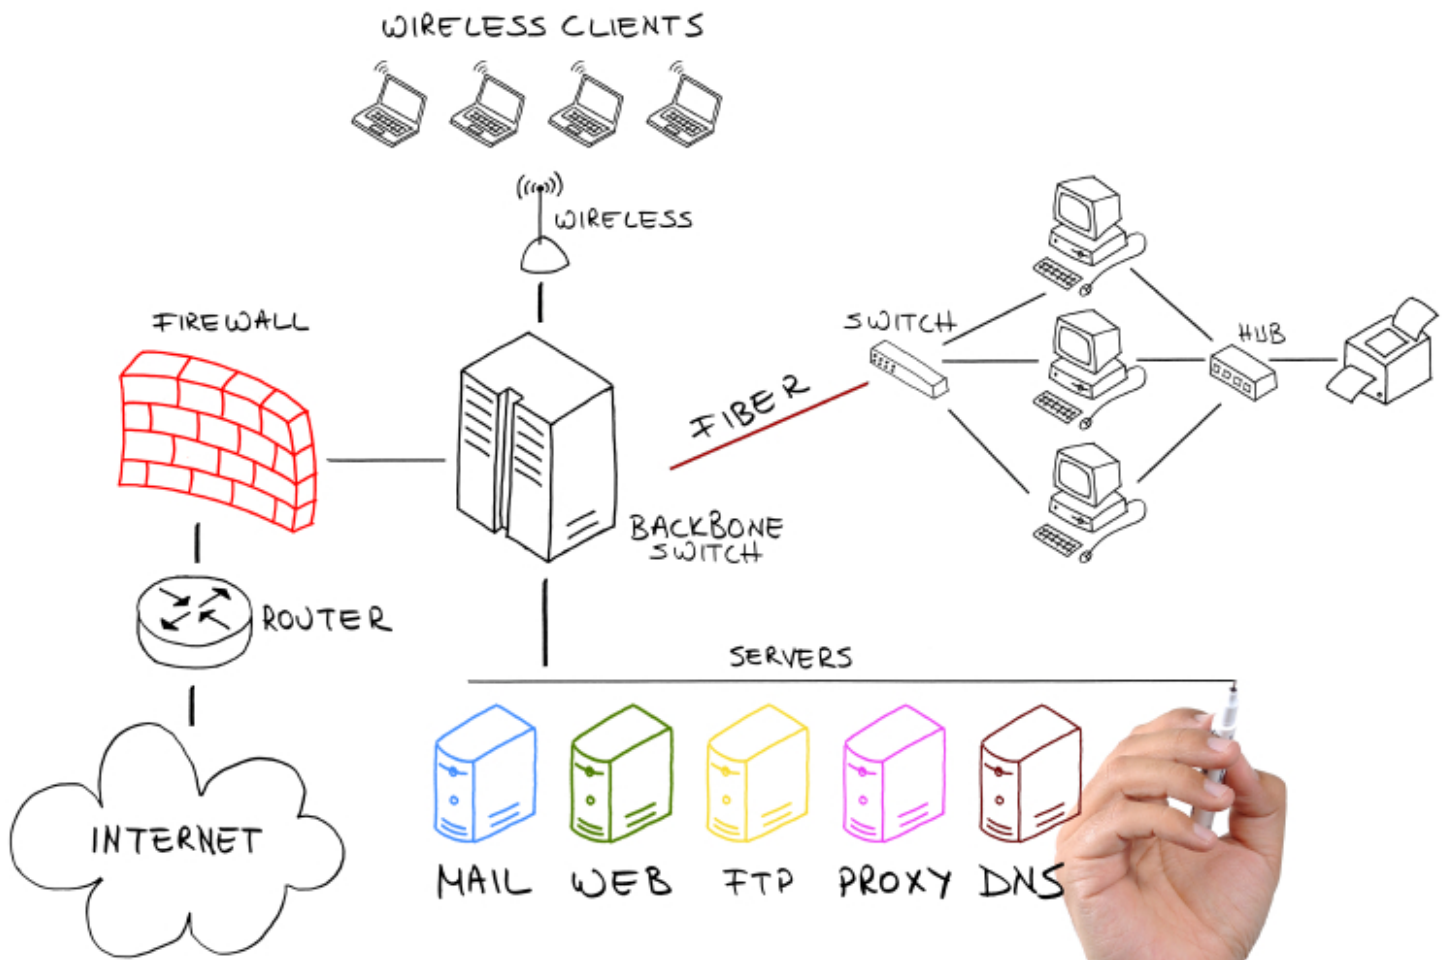 WIRELESS CLIENTS
WIRELESS
FIREWALL
SWITCH
HUB
FIBER
BACKBONE
SWITCH
ROUTER
SERVERS
INTERNET
MAIL
WEB
FTP
PROXY
DNS